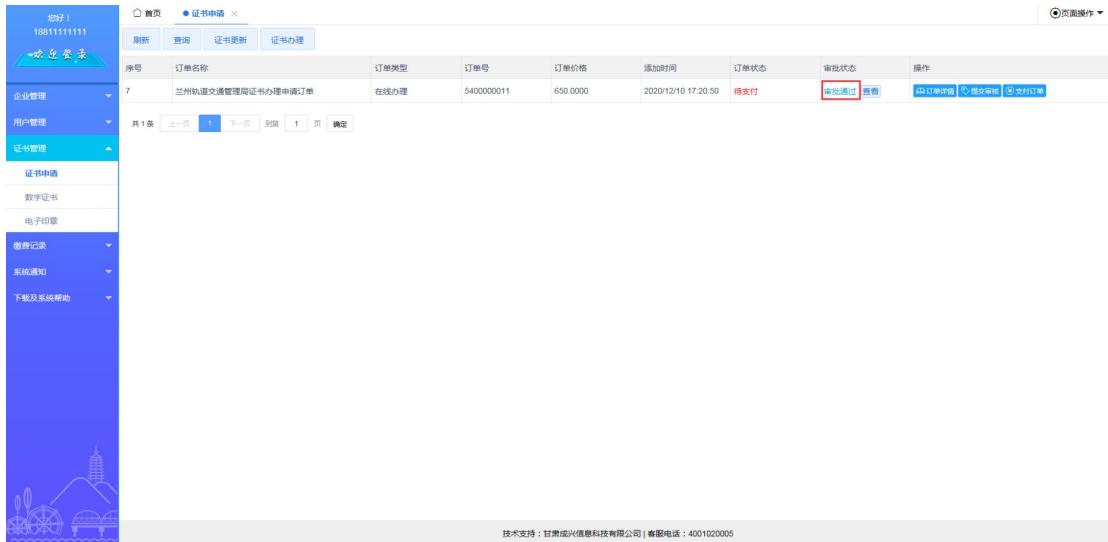 您好！
18811111111
欢迎登录
企业管理
用户管理
证书管理
证书申请
数字证书
电子印章
缴费记录
系统通知
下载及系统帮助
首页 证书申请 页面操作
刷新 查询 证书更新 证书办理
序号 订单名称 订单类型 订单号 订单价格 添加时间 订单状态 审批状态 操作
7 兰州轨道交通管理局证书办理申请订单 在线办理 5400000011 650.0000 2020/12/10 17:20:50 待支付 审批通过 查看 订单详情 提交审核 支付订单
共 1 条 上一页 1 下一页 到第 1 页 确定
技术支持：甘肃成兴信息科技有限公司 | 客服电话：4001020005